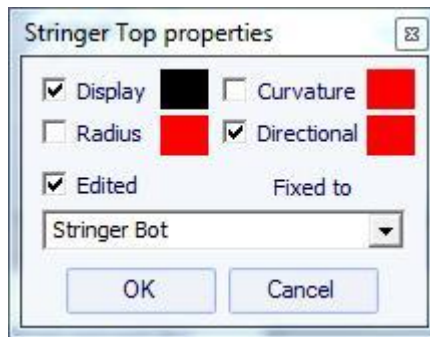 Stringer Top properties
Display Curvature
Radius Directional
Edited Fixed to
Stringer Bot
OK Cancel